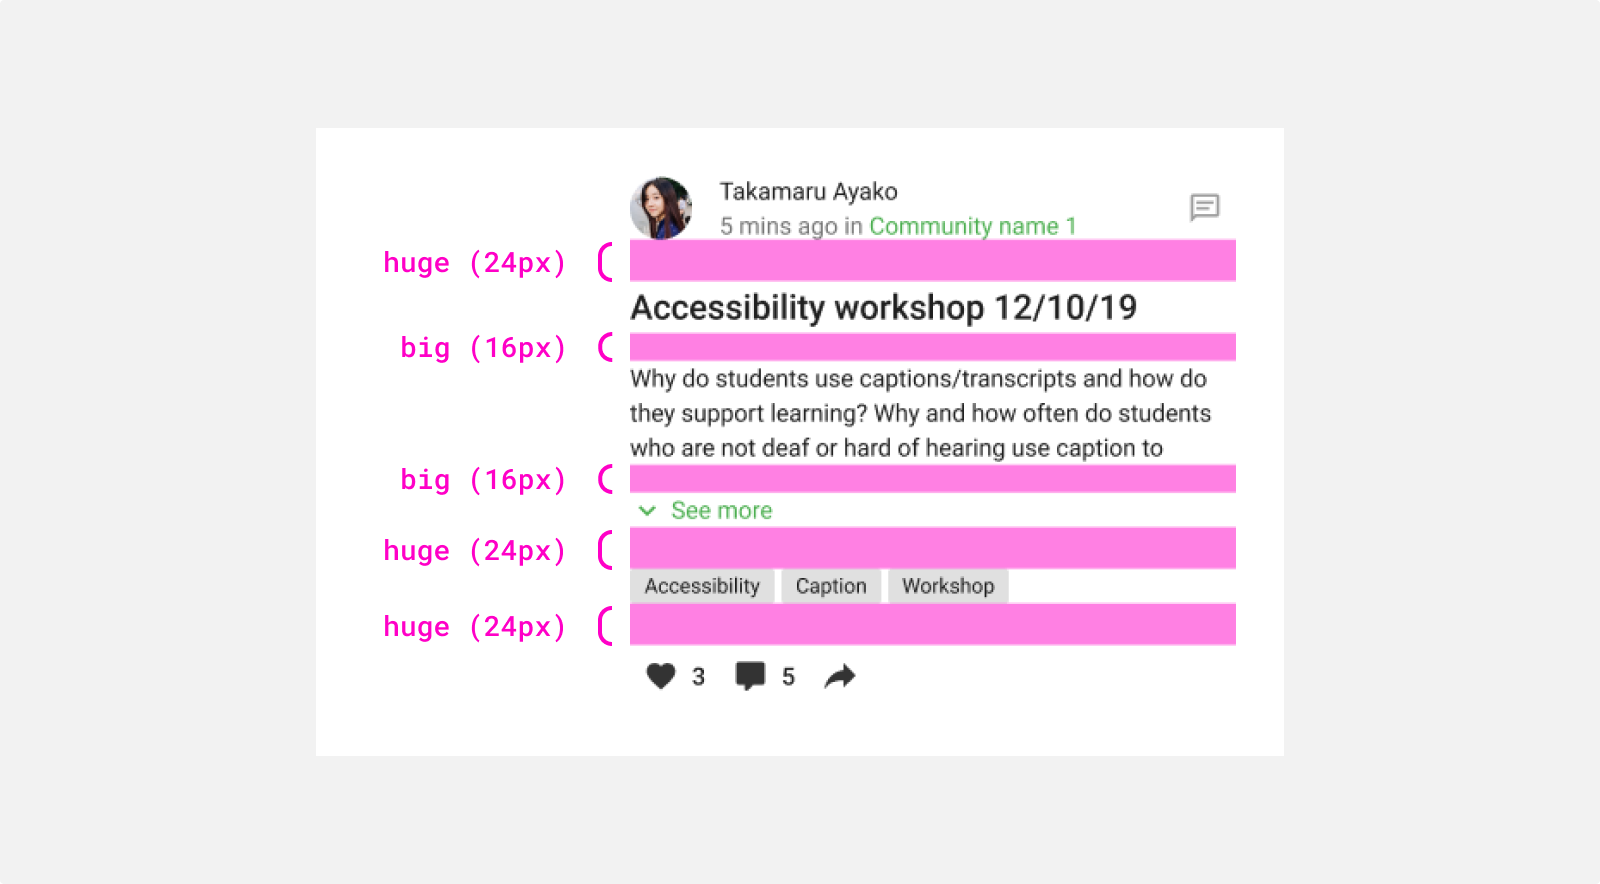 Takamaru Ayako
5 mins ago in Community name 1
huge (24px)
Accessibility workshop 12/10/19
big (16px)
Why do students use captions/transcripts and how do
they support learning? Why and how often do students
who are not deaf or hard of hearing use caption to
big (16px)
See more
huge (24px)
Accessibility Caption Workshop
huge (24px)
3 5